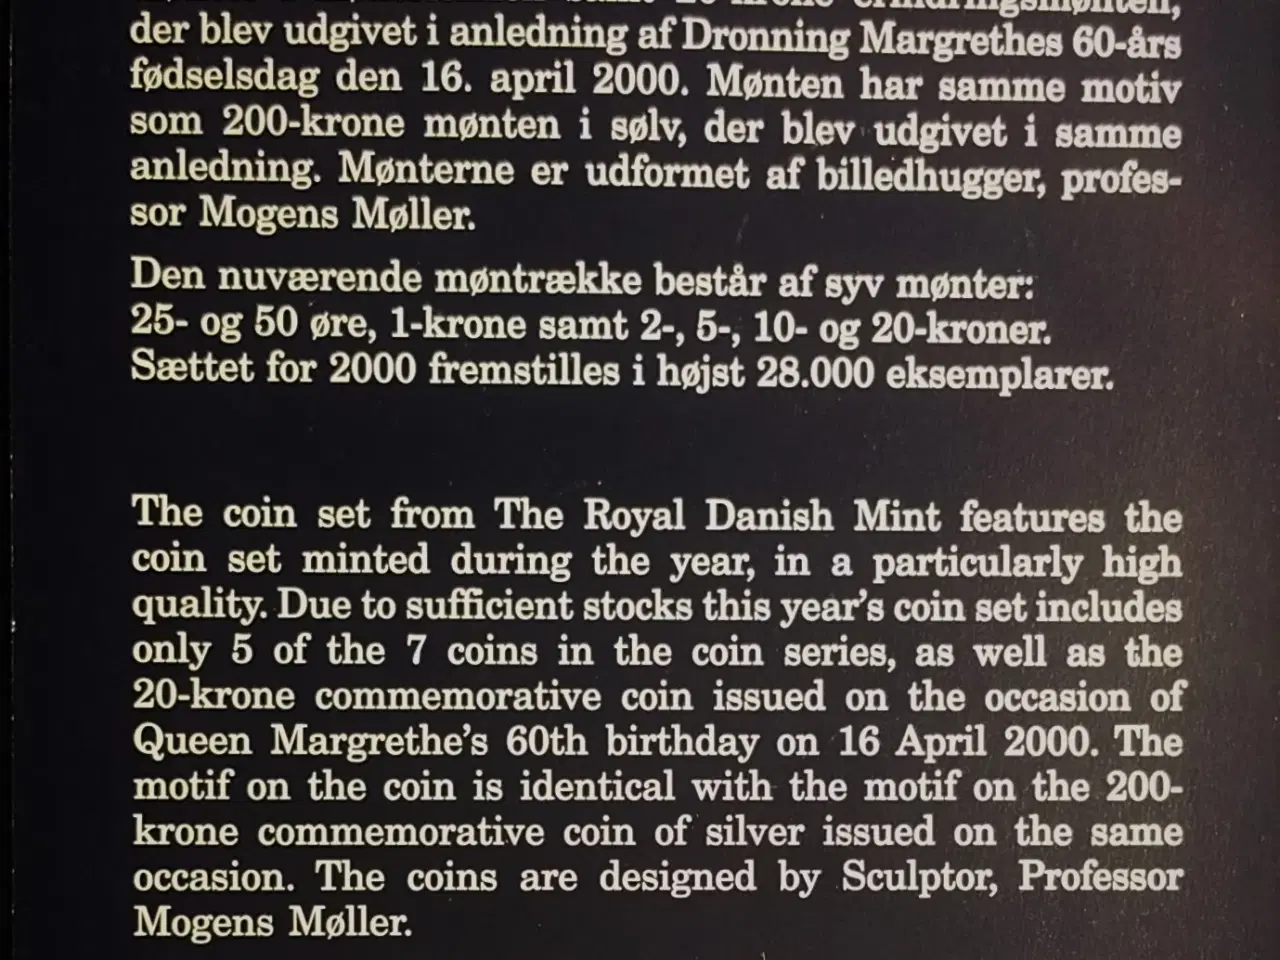 samt 20-krone erindringsmønten,
der blev udgivet i anledning af Dronning Margrethes 60-års
fødselsdag den 16. april 2000. Mønten har samme motiv
som 200-krone mønten i sølv, der blev udgivet i samme
anledning. Mønterne er udformet af billedhugger, profes-
sor Mogens Møller.
Den nuværende møntrække består af syv mønter:
25- og 50 øre, 1-krone samt 2-, 5-, 10- og 20-kroner.
Sættet for 2000 fremstilles i højst 28.000 eksemplarer.
The coin set from The Royal Danish Mint features the
coin set minted during the year, in a particularly high
quality. Due to sufficient stocks this year's coin set includes
only 5 of the 7 coins in the coin series, as well as the
20-krone commemorative coin issued on the occasion of
Queen Margrethe's 60th birthday on 16 April 2000. The
motif on the coin is identical with the motif on the 200-
krone commemorative coin of silver issued on the same
occasion. The coins are designed by Sculptor, Professor
Mogens Møller.